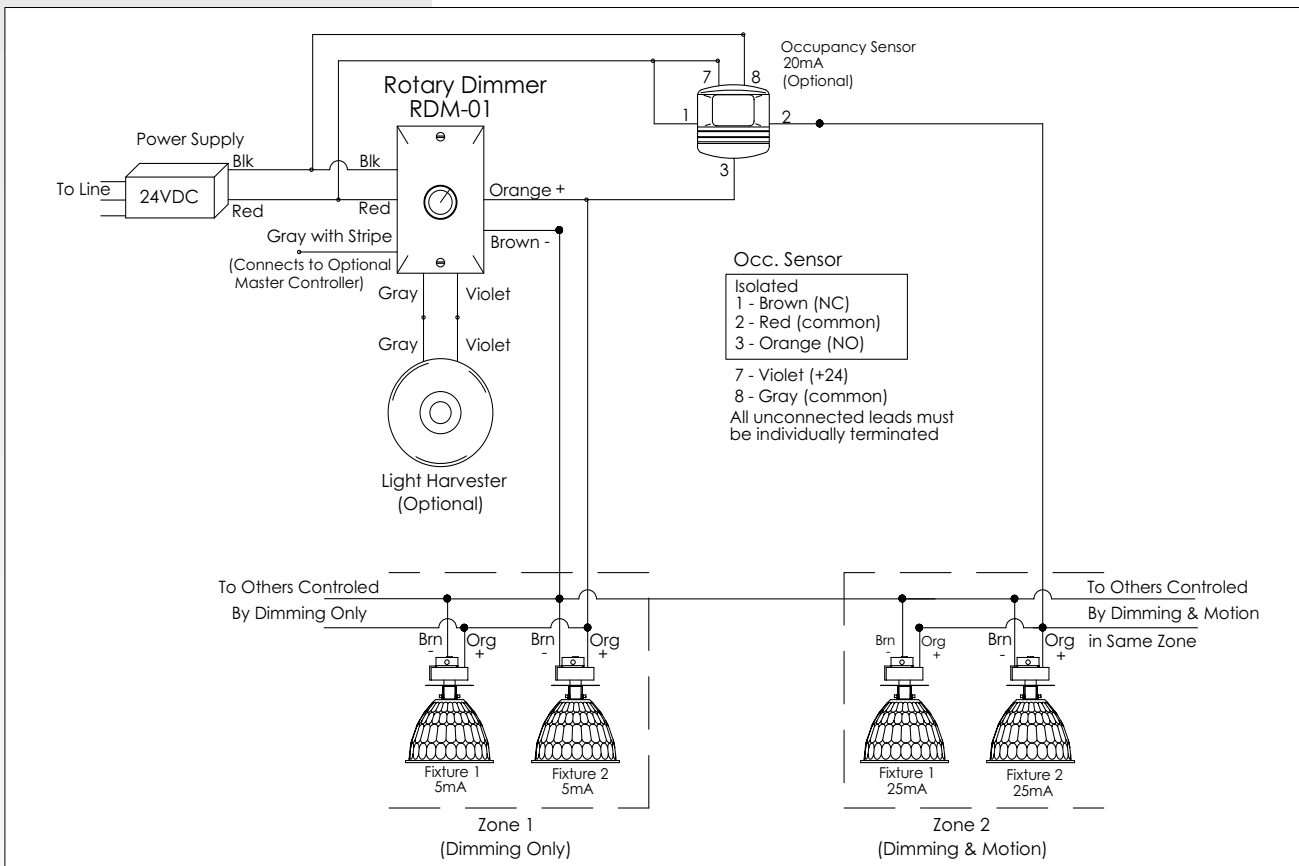 Occupancy Sensor
20mA
(Optional)
7
8
1
2
3
Rotary Dimmer
RDM-01
Power Supply
24VDC
To Line
Blk
Blk
Red
Red
Orange +
Brown -
Gray with Stripe
(Connects to Optional
Master Controller)
Gray
Violet
Gray
Violet
Light Harvester
(Optional)
Occ. Sensor
Isolated
1 - Brown (NC)
2 - Red (common)
3 - Orange (NO)
7 - Violet (+24)
8 - Gray (common)
All unconnected leads must
be individually terminated
To Others Controled
By Dimming Only
Brn
-
Org
+
Brn
-
Org
+
Fixture 1
5mA
Fixture 2
5mA
Zone 1
(Dimming Only)
To Others Controled
By Dimming & Motion
in Same Zone
Brn
-
Org
+
Brn
-
Org
+
Fixture 1
25mA
Fixture 2
25mA
Zone 2
(Dimming & Motion)